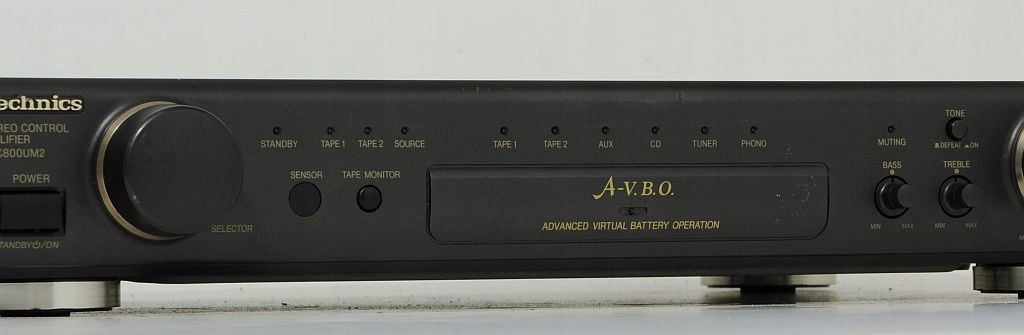 echnics
REO CONTROL
LIFIER
C800UM2
POWER
STANDBY⏻/ON
SELECTOR
STANDBY
TAPE 1
TAPE 2
SOURCE
SENSOR
TAPE MONITOR
TAPE 1
TAPE 2
AUX
CD
TUNER
PHONO
A-V.B.O.
ADVANCED VIRTUAL BATTERY OPERATION
MUTING
TONE
DEFEAT
ON
BASS
MIN
MAX
TREBLE
MIN
MAX